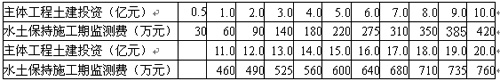 主体工程土建投资（亿元） 0.5 1.0 2.0 3.0 4.0 5.0 6.0 7.0 8.0 9.0 10.0
水土保持施工期监测费（万元） 30 60 90 140 180 220 275 310 350 385 420
主体工程土建投资（亿元） 11.0 12.0 13.0 14.0 15.0 16.0 17.0 18.0 19.0 20.0
水土保持施工期监测费（万元） 460 490 525 560 600 640 680 710 735 760